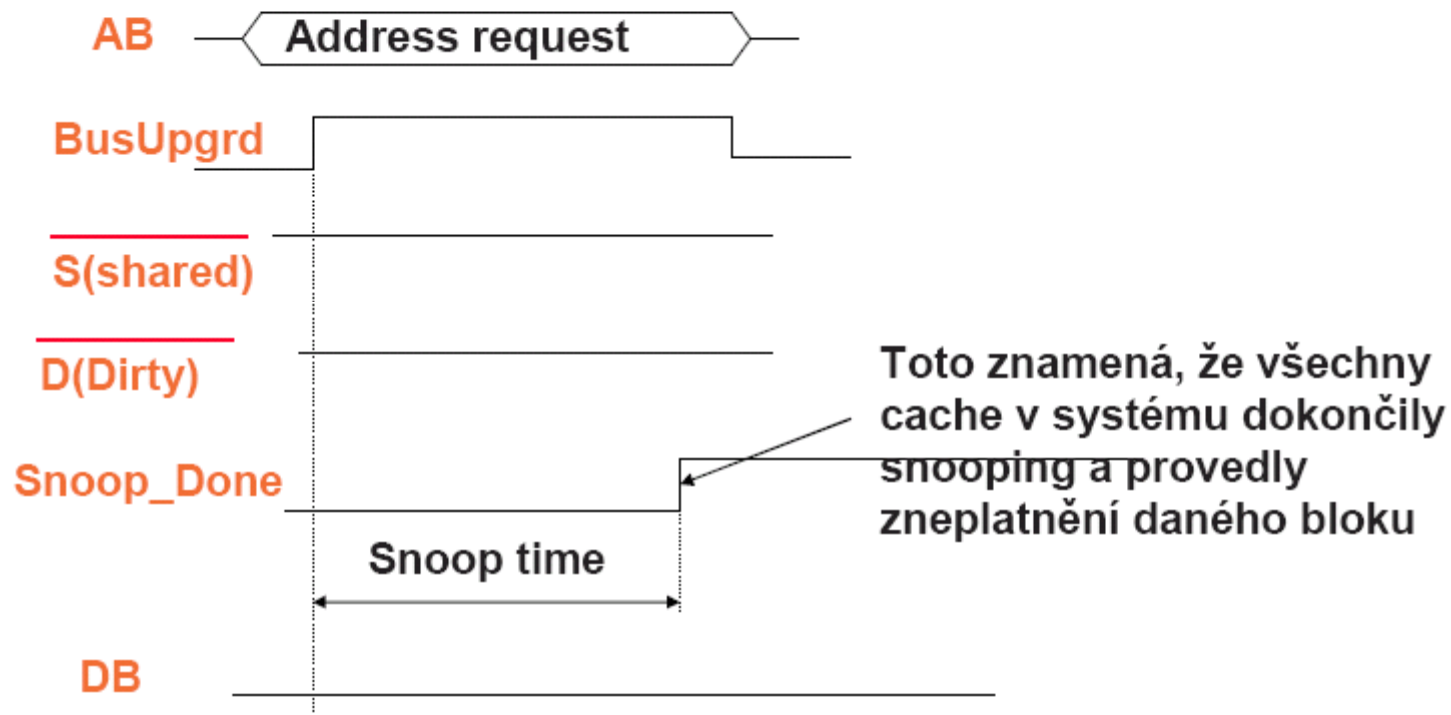 AB
Address request
BusUpgrd
S(shared)
D(Dirty)
Toto znamená, že všechny
cache v systému dokončily
snooping a provedly
zneplatnění daného bloku
Snoop_Done
Snoop time
DB